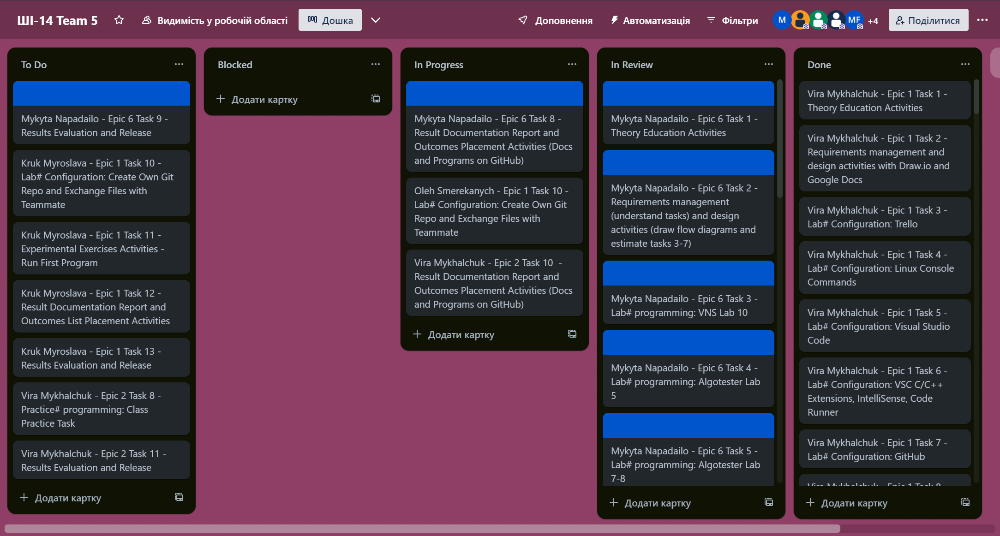 ШІ-14 Team 5
Видимість у робочій області
Дошка
Доповнення
Автоматизація
Фільтри
M
MF
+4
Поділитися
To Do
Mykyta Napadailo - Epic 6 Task 9 -
Results Evaluation and Release
Kruk Myroslava - Epic 1 Task 10 -
Lab# Configuration: Create Own Git
Repo and Exchange Files with
Teammate
Kruk Myroslava - Epic 1 Task 11 -
Experimental Exercises Activities -
Run First Program
Kruk Myroslava - Epic 1 Task 12 -
Result Documentation Report and
Outcomes List Placement Activities
Kruk Myroslava - Epic 1 Task 13 -
Results Evaluation and Release
Vira Mykhalchuk - Epic 2 Task 8 -
Practice# programming: Class
Practice Task
Vira Mykhalchuk - Epic 2 Task 11 -
Results Evaluation and Release
Додати картку
Blocked
Додати картку
In Progress
Mykyta Napadailo - Epic 6 Task 8 -
Result Documentation Report and
Outcomes Placement Activities (Docs
and Programs on GitHub)
Oleh Smerekanych - Epic 1 Task 10 -
Lab# Configuration: Create Own Git
Repo and Exchange Files with
Teammate
Vira Mykhalchuk - Epic 2 Task 10 -
Result Documentation Report and
Outcomes Placement Activities (Docs
and Programs on GitHub)
Додати картку
In Review
Mykyta Napadailo - Epic 6 Task 1 -
Theory Education Activities
Mykyta Napadailo - Epic 6 Task 2 -
Requirements management
(understand tasks) and design
activities (draw flow diagrams and
estimate tasks 3-7)
Mykyta Napadailo - Epic 6 Task 3 -
Lab# programming: VNS Lab 10
Mykyta Napadailo - Epic 6 Task 4 -
Lab# programming: Algotester Lab
5
Mykyta Napadailo - Epic 6 Task 5 -
Lab# programming: Algotester Lab
7-8
Додати картку
Done
Vira Mykhalchuk - Epic 1 Task 1 -
Theory Education Activities
Vira Mykhalchuk - Epic 1 Task 2 -
Requirements management and
design activities with Draw.io and
Google Docs
Vira Mykhalchuk - Epic 1 Task 3 -
Lab# Configuration: Trello
Vira Mykhalchuk - Epic 1 Task 4 -
Lab# Configuration: Linux Console
Commands
Vira Mykhalchuk - Epic 1 Task 5 -
Lab# Configuration: Visual Studio
Code
Vira Mykhalchuk - Epic 1 Task 6 -
Lab# Configuration: VSC C/C++
Extensions, IntelliSense, Code
Runner
Vira Mykhalchuk - Epic 1 Task 7 -
Lab# Configuration: GitHub
Vira Mykhalchuk - Epic 1 Task 8 -
Додати картку